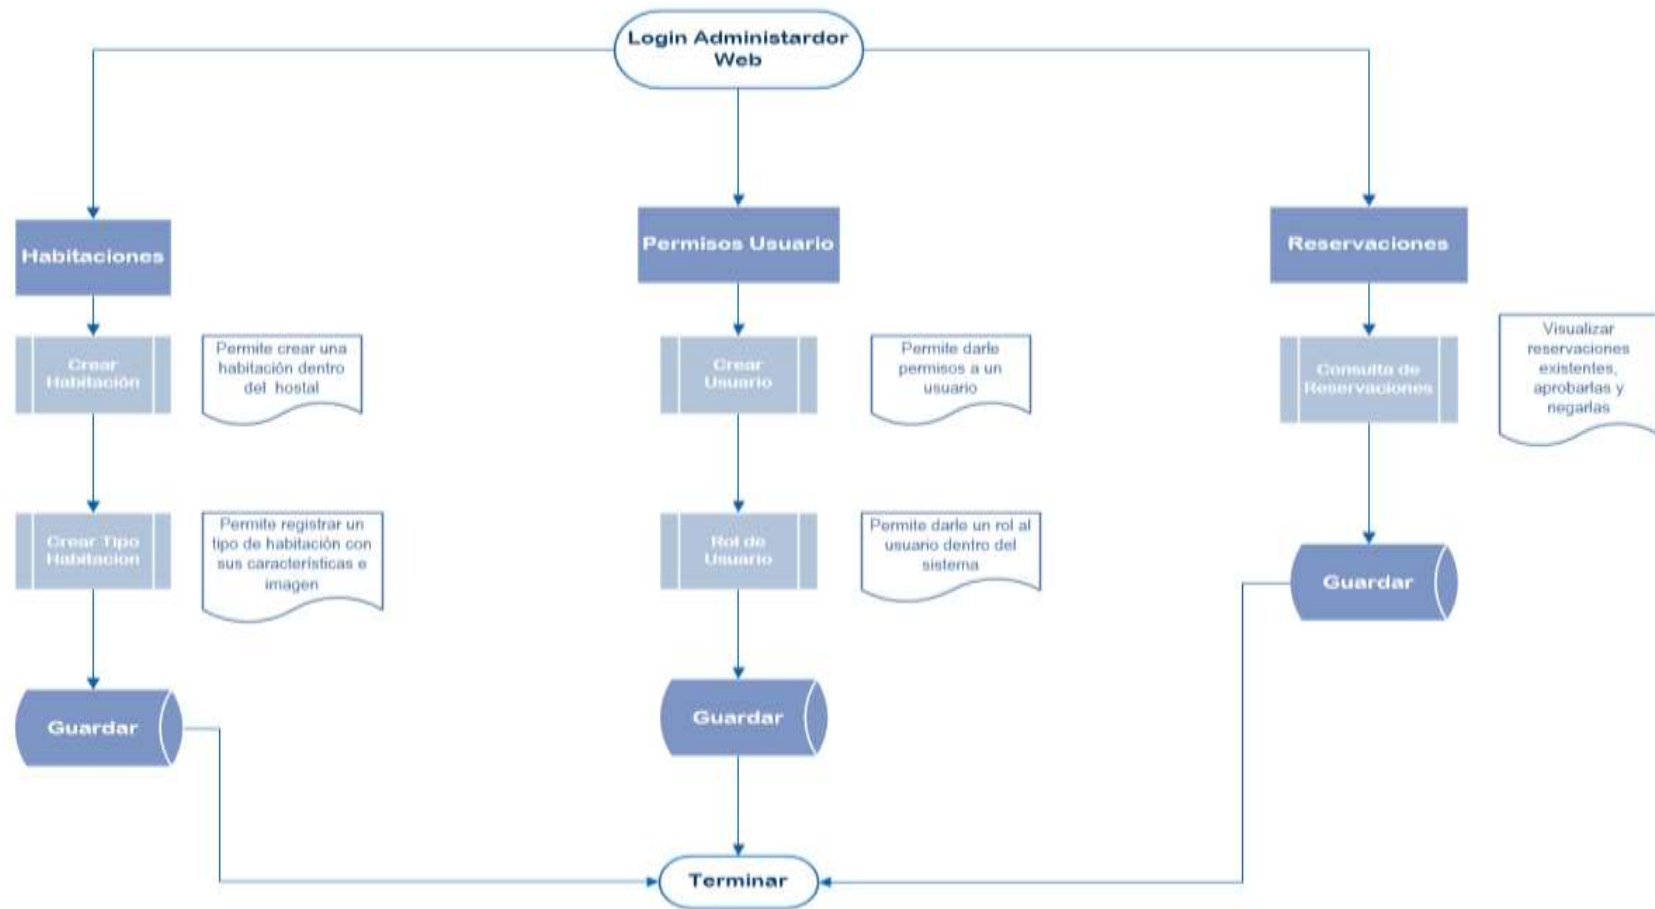 Login Administardor
Web
Habitaciones
Permisos Usuario
Reservaciones
Crear
Habitación
Permite crear una
habitación dentro
del hostal
Crear
Usuario
Permite darle
permisos a un
usuario
Consulta de
Reservaciones
Visualizar
reservaciones
existentes,
aprobarlas y
negarlas
Crear Tipo
Habitacion
Permite registrar un
tipo de habitación con
sus características e
imagen
Rol de
Usuario
Permite darle un rol al
usuario dentro del
sistema
Guardar
Guardar
Guardar
Terminar